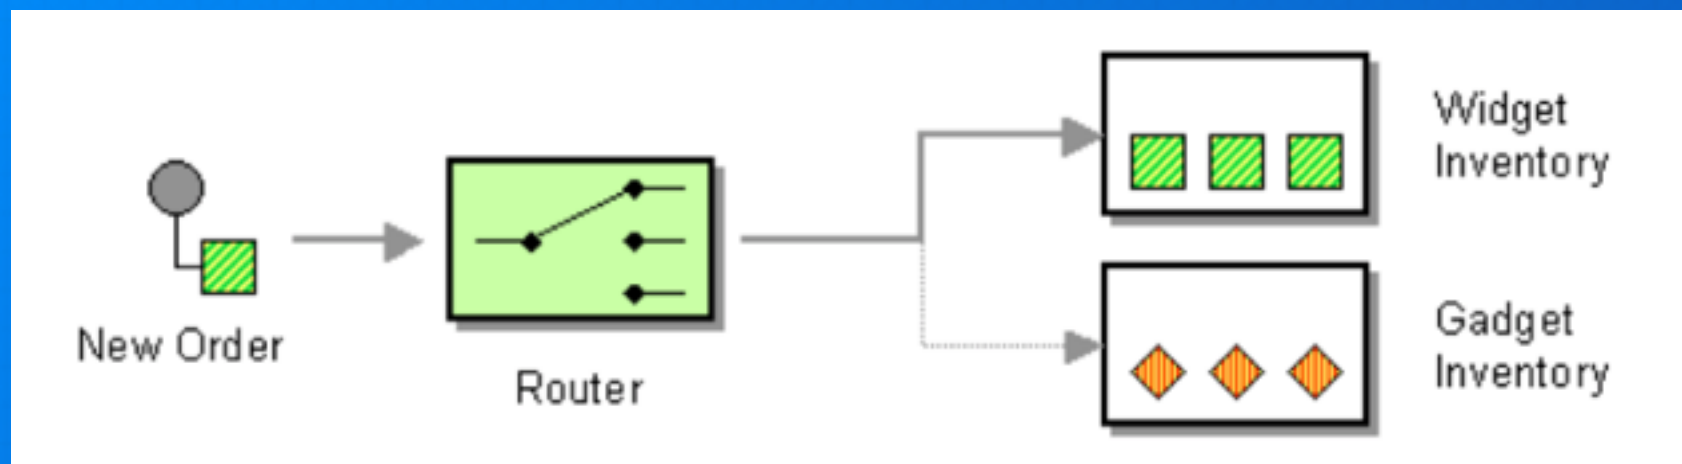 New Order
Router
Widget
Inventory
Gadget
Inventory